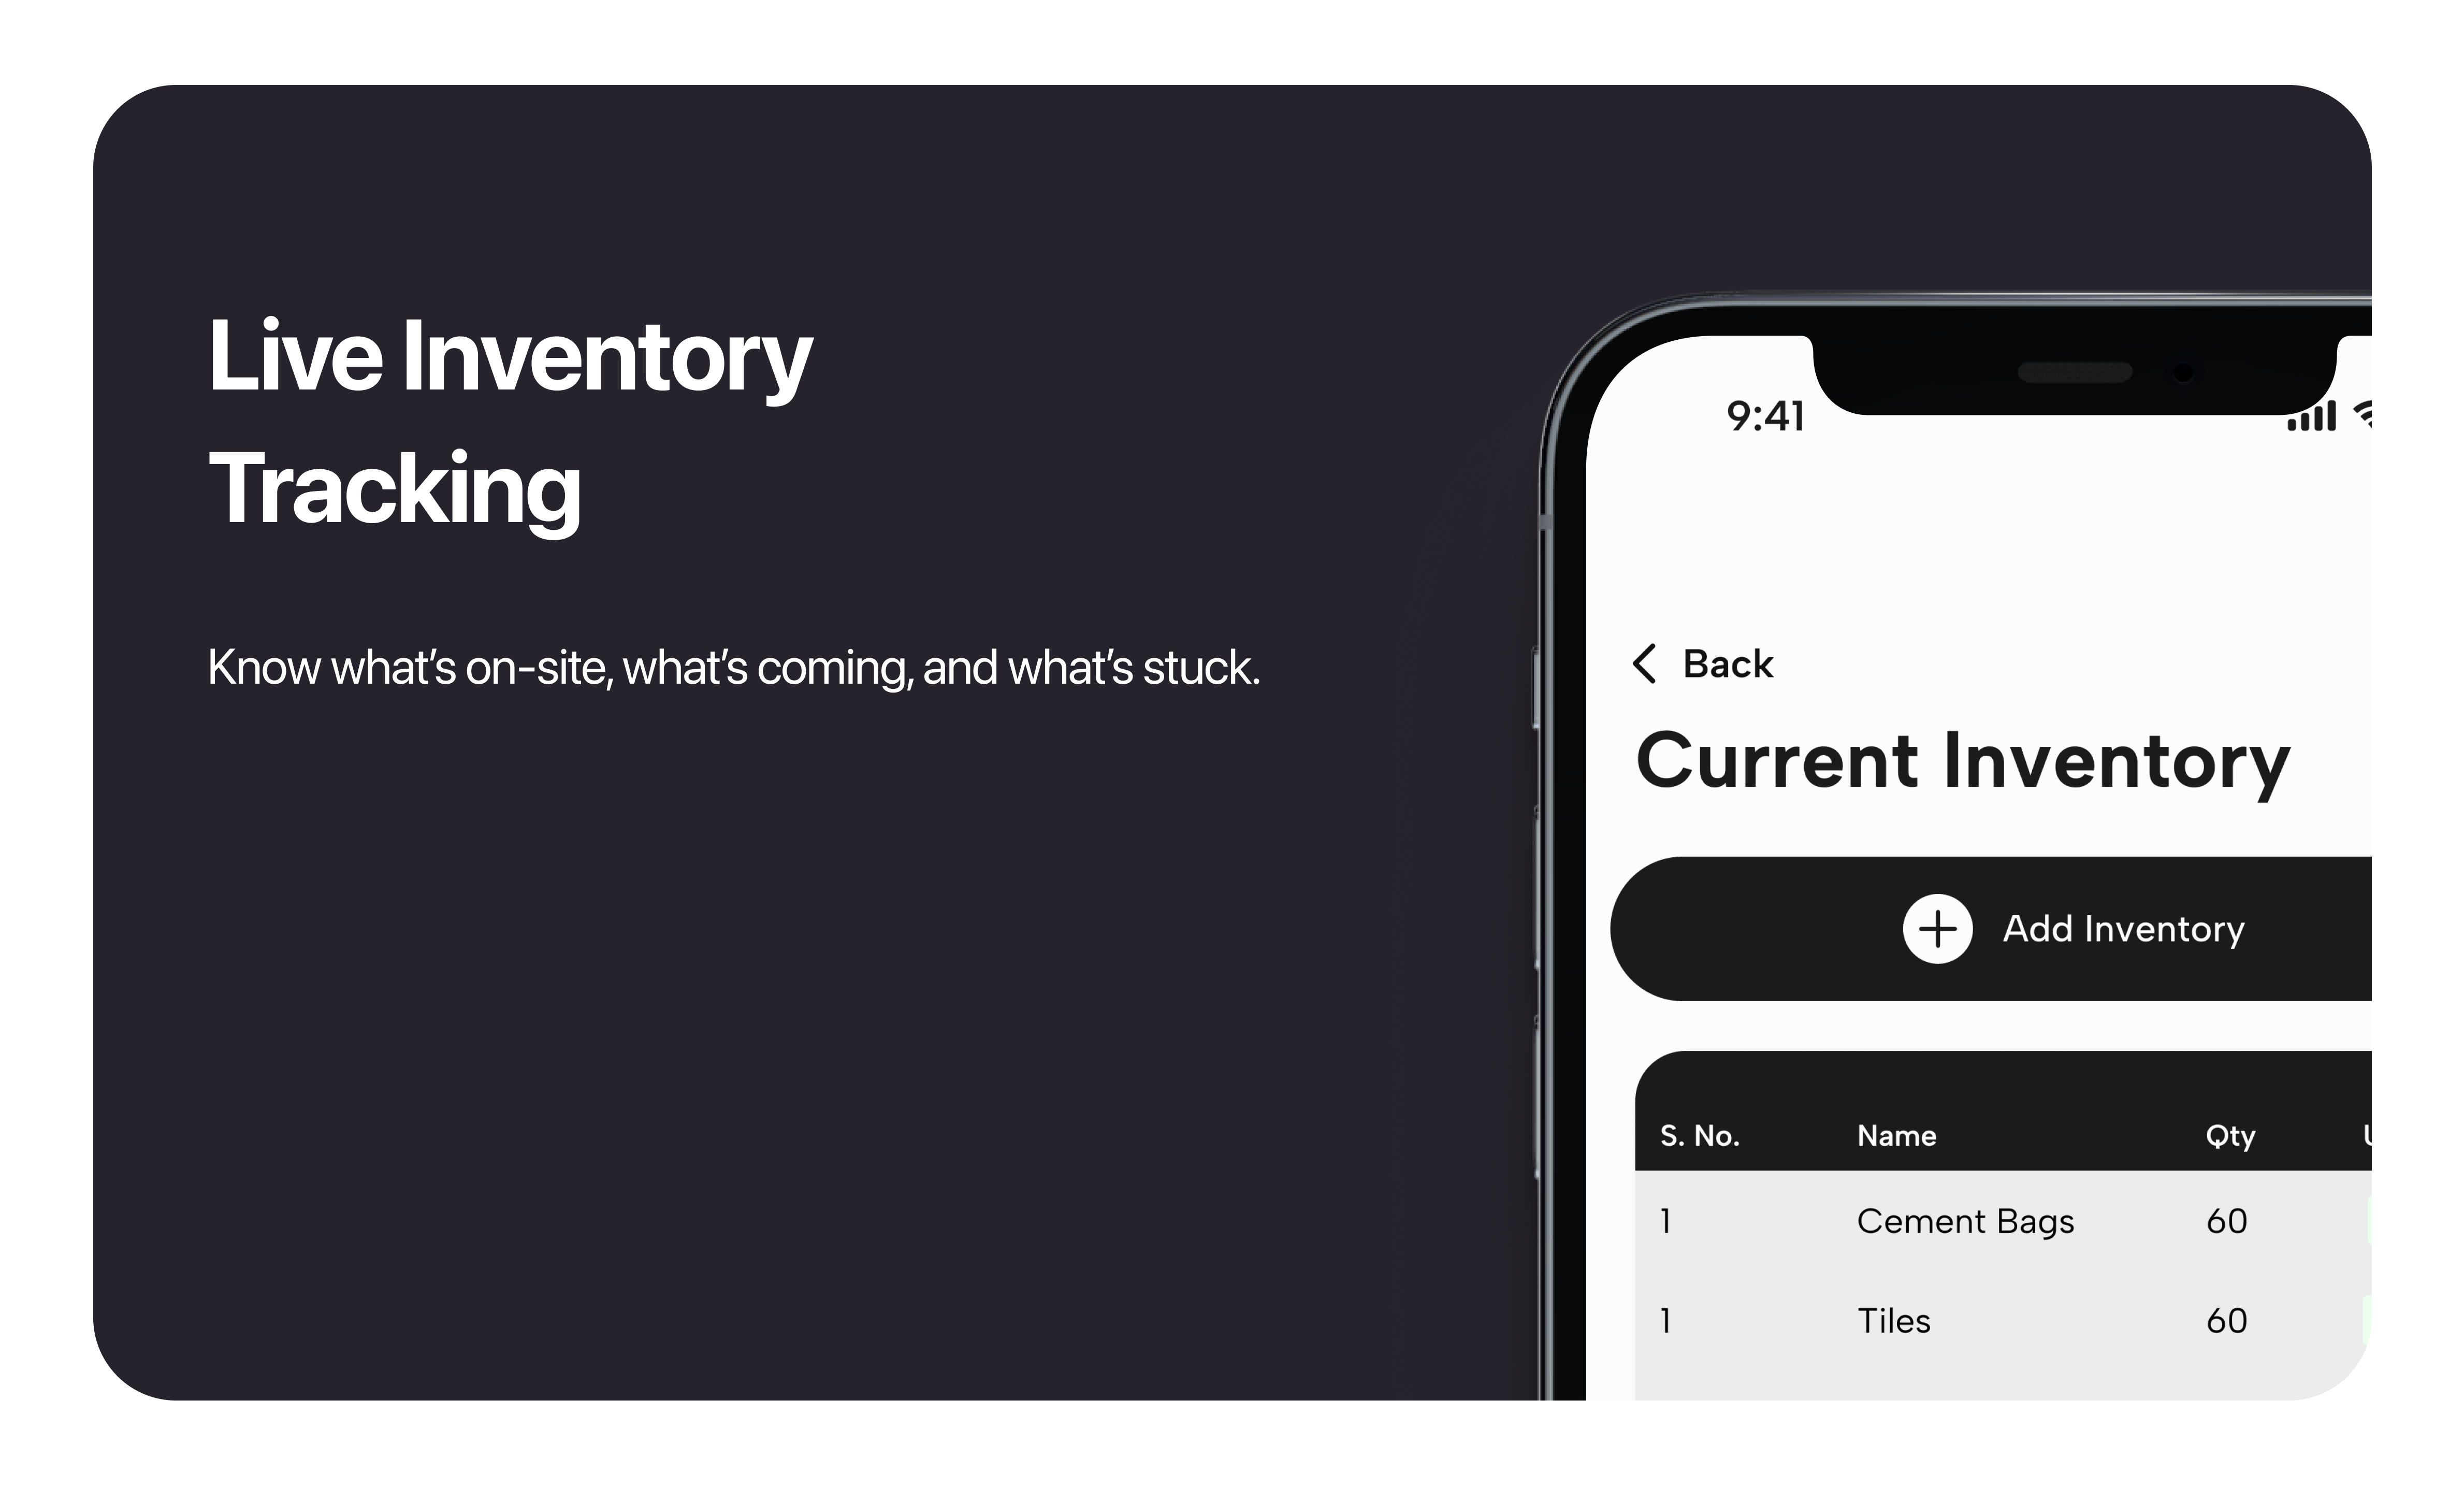 Live Inventory
Tracking
Know what’s on-site, what’s coming, and what’s stuck.
9:41
Back
Current Inventory
Add Inventory
S. No. Name Qty
1 Cement Bags 60
1 Tiles 60